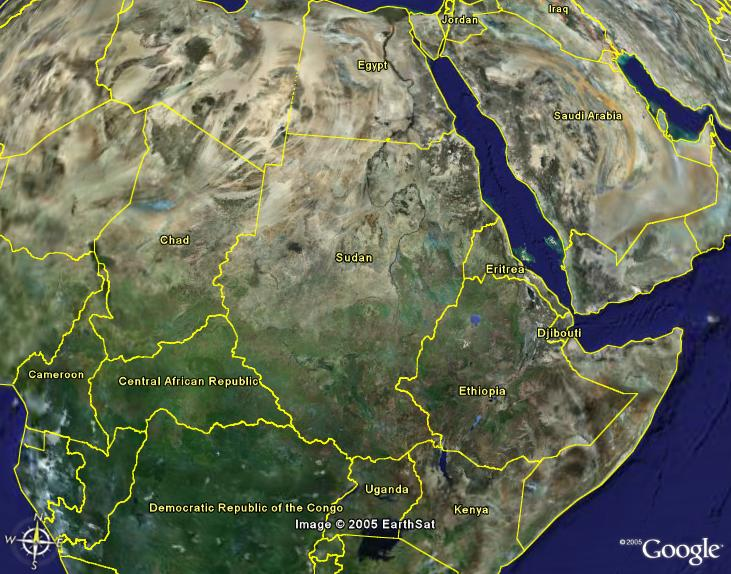 Iraq
Jordan
Egypt
Saudi Arabia
Chad
Sudan
Eritrea
Djibouti
Cameroon
Central African Republic
Ethiopia
Uganda
Democratic Republic of the Congo
Kenya
Image © 2005 EarthSat
N
W E
S
© 2005 Google